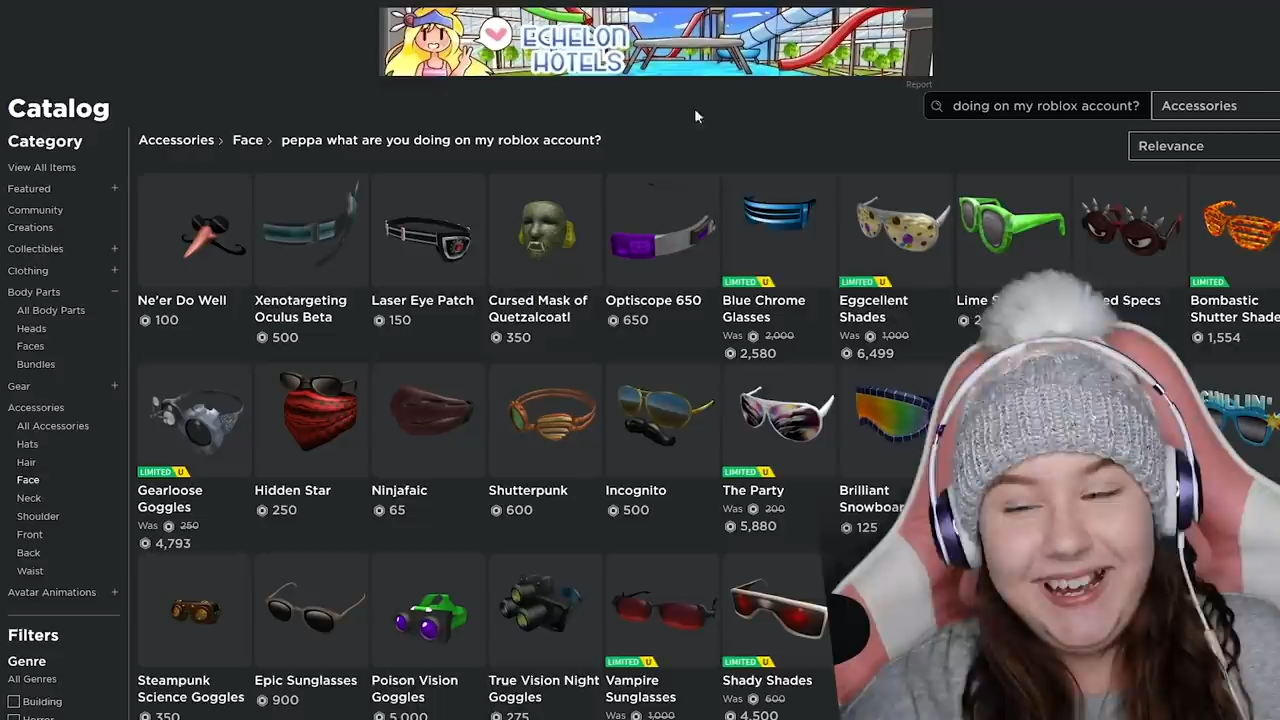 ECHELON
HOTELS
Report
Catalog
doing on my roblox account?
Accessories
Category
Accessories > Face > peppa what are you doing on my roblox account?
Relevance
View All Items
Featured +
Community
Creations
Collectibles +
Clothing +
Body Parts −
All Body Parts
Heads
Faces
Bundles
Gear +
Accessories
All Accessories
Hats
Hair
Face
Neck
Shoulder
Front
Back
Waist
Avatar Animations +
Filters
Genre
All Genres
Building
Ne'er Do Well
100
Xenotargeting
Oculus Beta
500
Laser Eye Patch
150
Cursed Mask of
Quetzalcoatl
350
Optiscope 650
650
LIMITED U
Blue Chrome
Glasses
Was 2,000
2,580
LIMITED U
Eggcellent
Shades
Was 1,000
6,499
Lime
2
Specs
LIMITED
Bombastic
Shutter Shade
1,554
LIMITED U
Gearloose
Goggles
Was 250
4,793
Hidden Star
250
Ninjafaic
65
Shutterpunk
600
Incognito
500
LIMITED U
The Party
Was 200
5,880
Brilliant
Snowboar
125
CHILLIN'
Steampunk
Science Goggles
350
Epic Sunglasses
900
Poison Vision
Goggles
5,000
True Vision Night
Goggles
275
LIMITED U
Vampire
Sunglasses
Was 1,000
LIMITED U
Shady Shades
Was 600
4,500